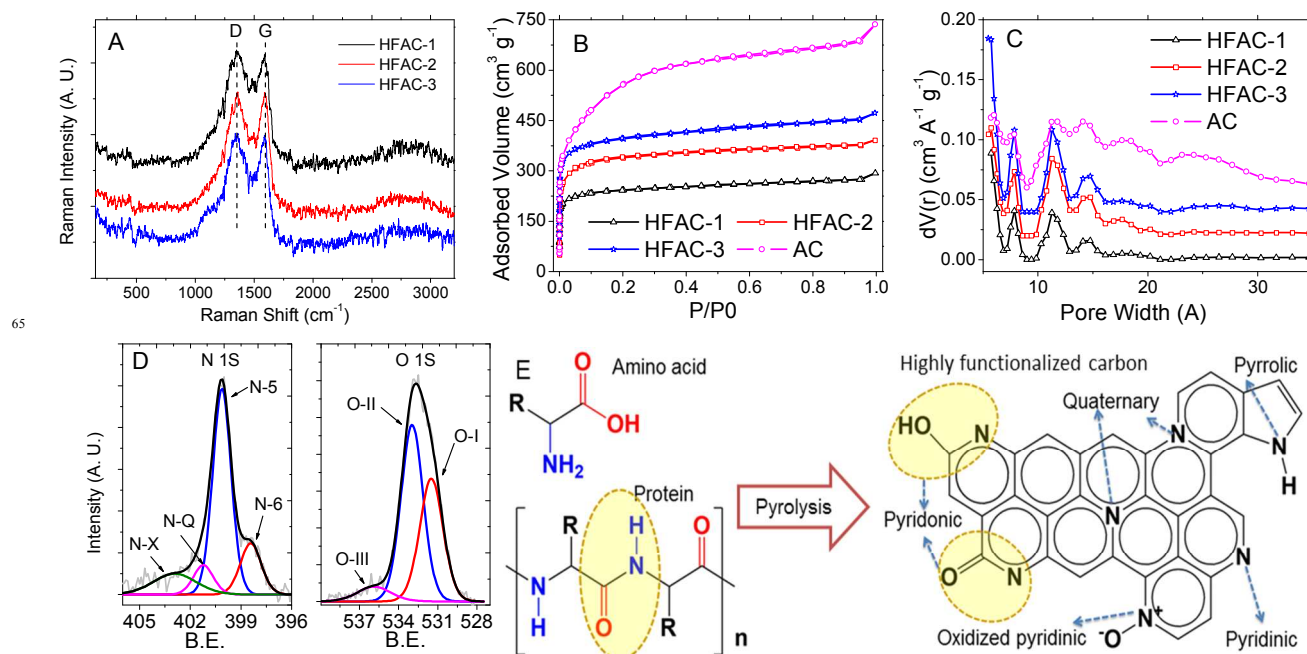 A
D
G
HFAC-1
HFAC-2
HFAC-3
Raman Intensity (A. U.)
500 1000 1500 2000 2500 3000
Raman Shift (cm-1)
B
750
600
450
300
150
0
Adsorbed Volume (cm3 g-1)
HFAC-1 HFAC-2
HFAC-3 AC
0.0 0.2 0.4 0.6 0.8 1.0
P/P0
C
0.20
0.15
0.10
0.05
0.00
dV(r) (cm3 A-1 g-1)
HFAC-1
HFAC-2
HFAC-3
AC
10 20 30
Pore Width (A)
65
D
N 1S
N-5
N-Q
N-6
N-X
Intensity (A. U.)
405 402 399 396
B.E.
O 1S
O-II
O-I
O-III
537 534 531 528
B.E.
E
O
Amino acid
R
OH
NH2
Protein
H
R
O
N
N
H
O
R
n
Pyrolysis
Highly functionalized carbon
Pyrrolic
Quaternary
HO
N
N
N
H
Pyridonic
N
O
N
N
N+
-O
Oxidized pyridinic
Pyridinic